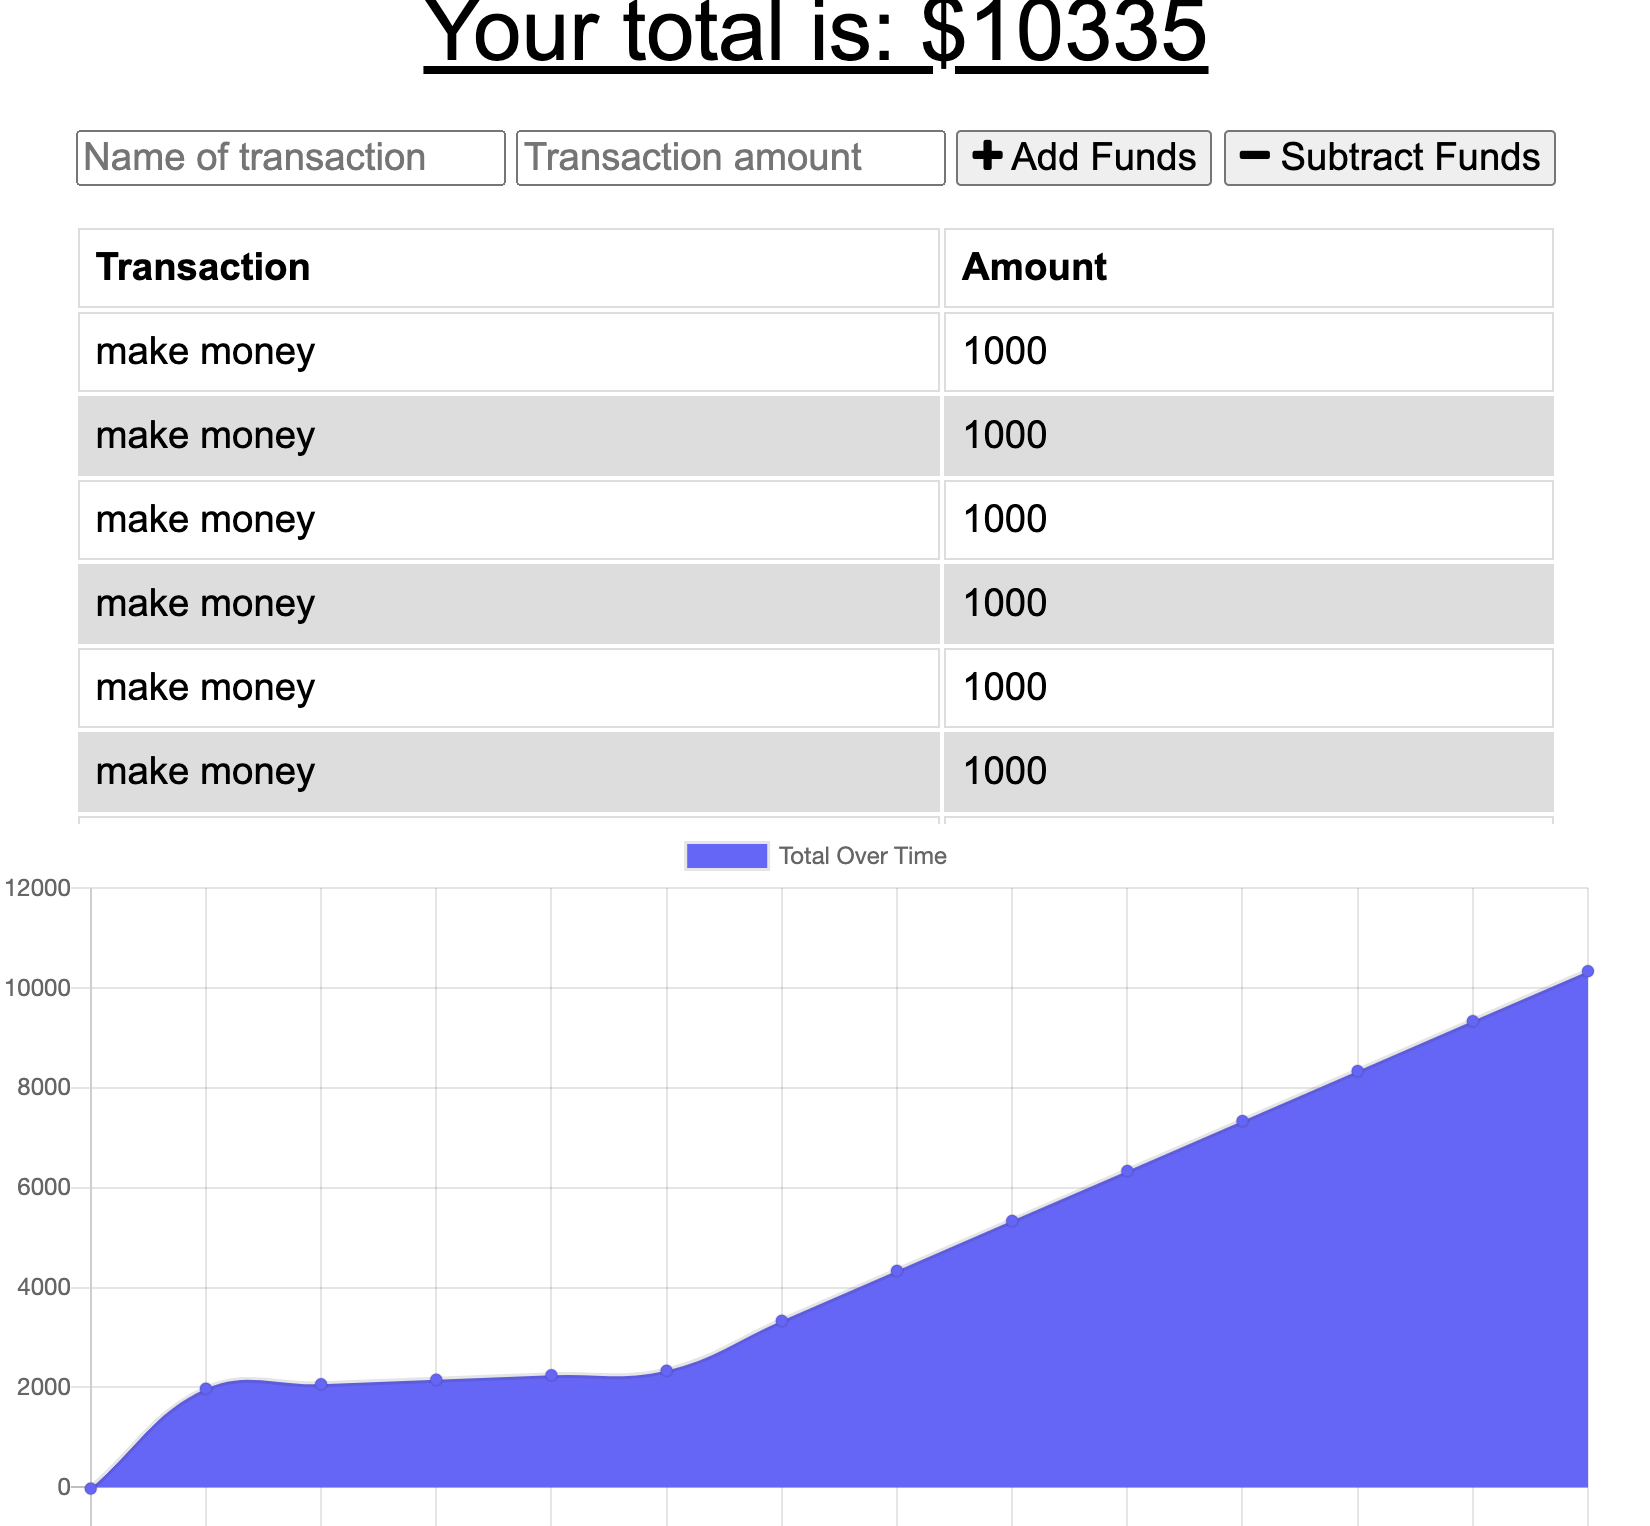 Your total is: $10335
Name of transaction Transaction amount Add Funds Subtract Funds
Transaction Amount
make money 1000
make money 1000
make money 1000
make money 1000
make money 1000
make money 1000
Total Over Time
12000
10000
8000
6000
4000
2000
0